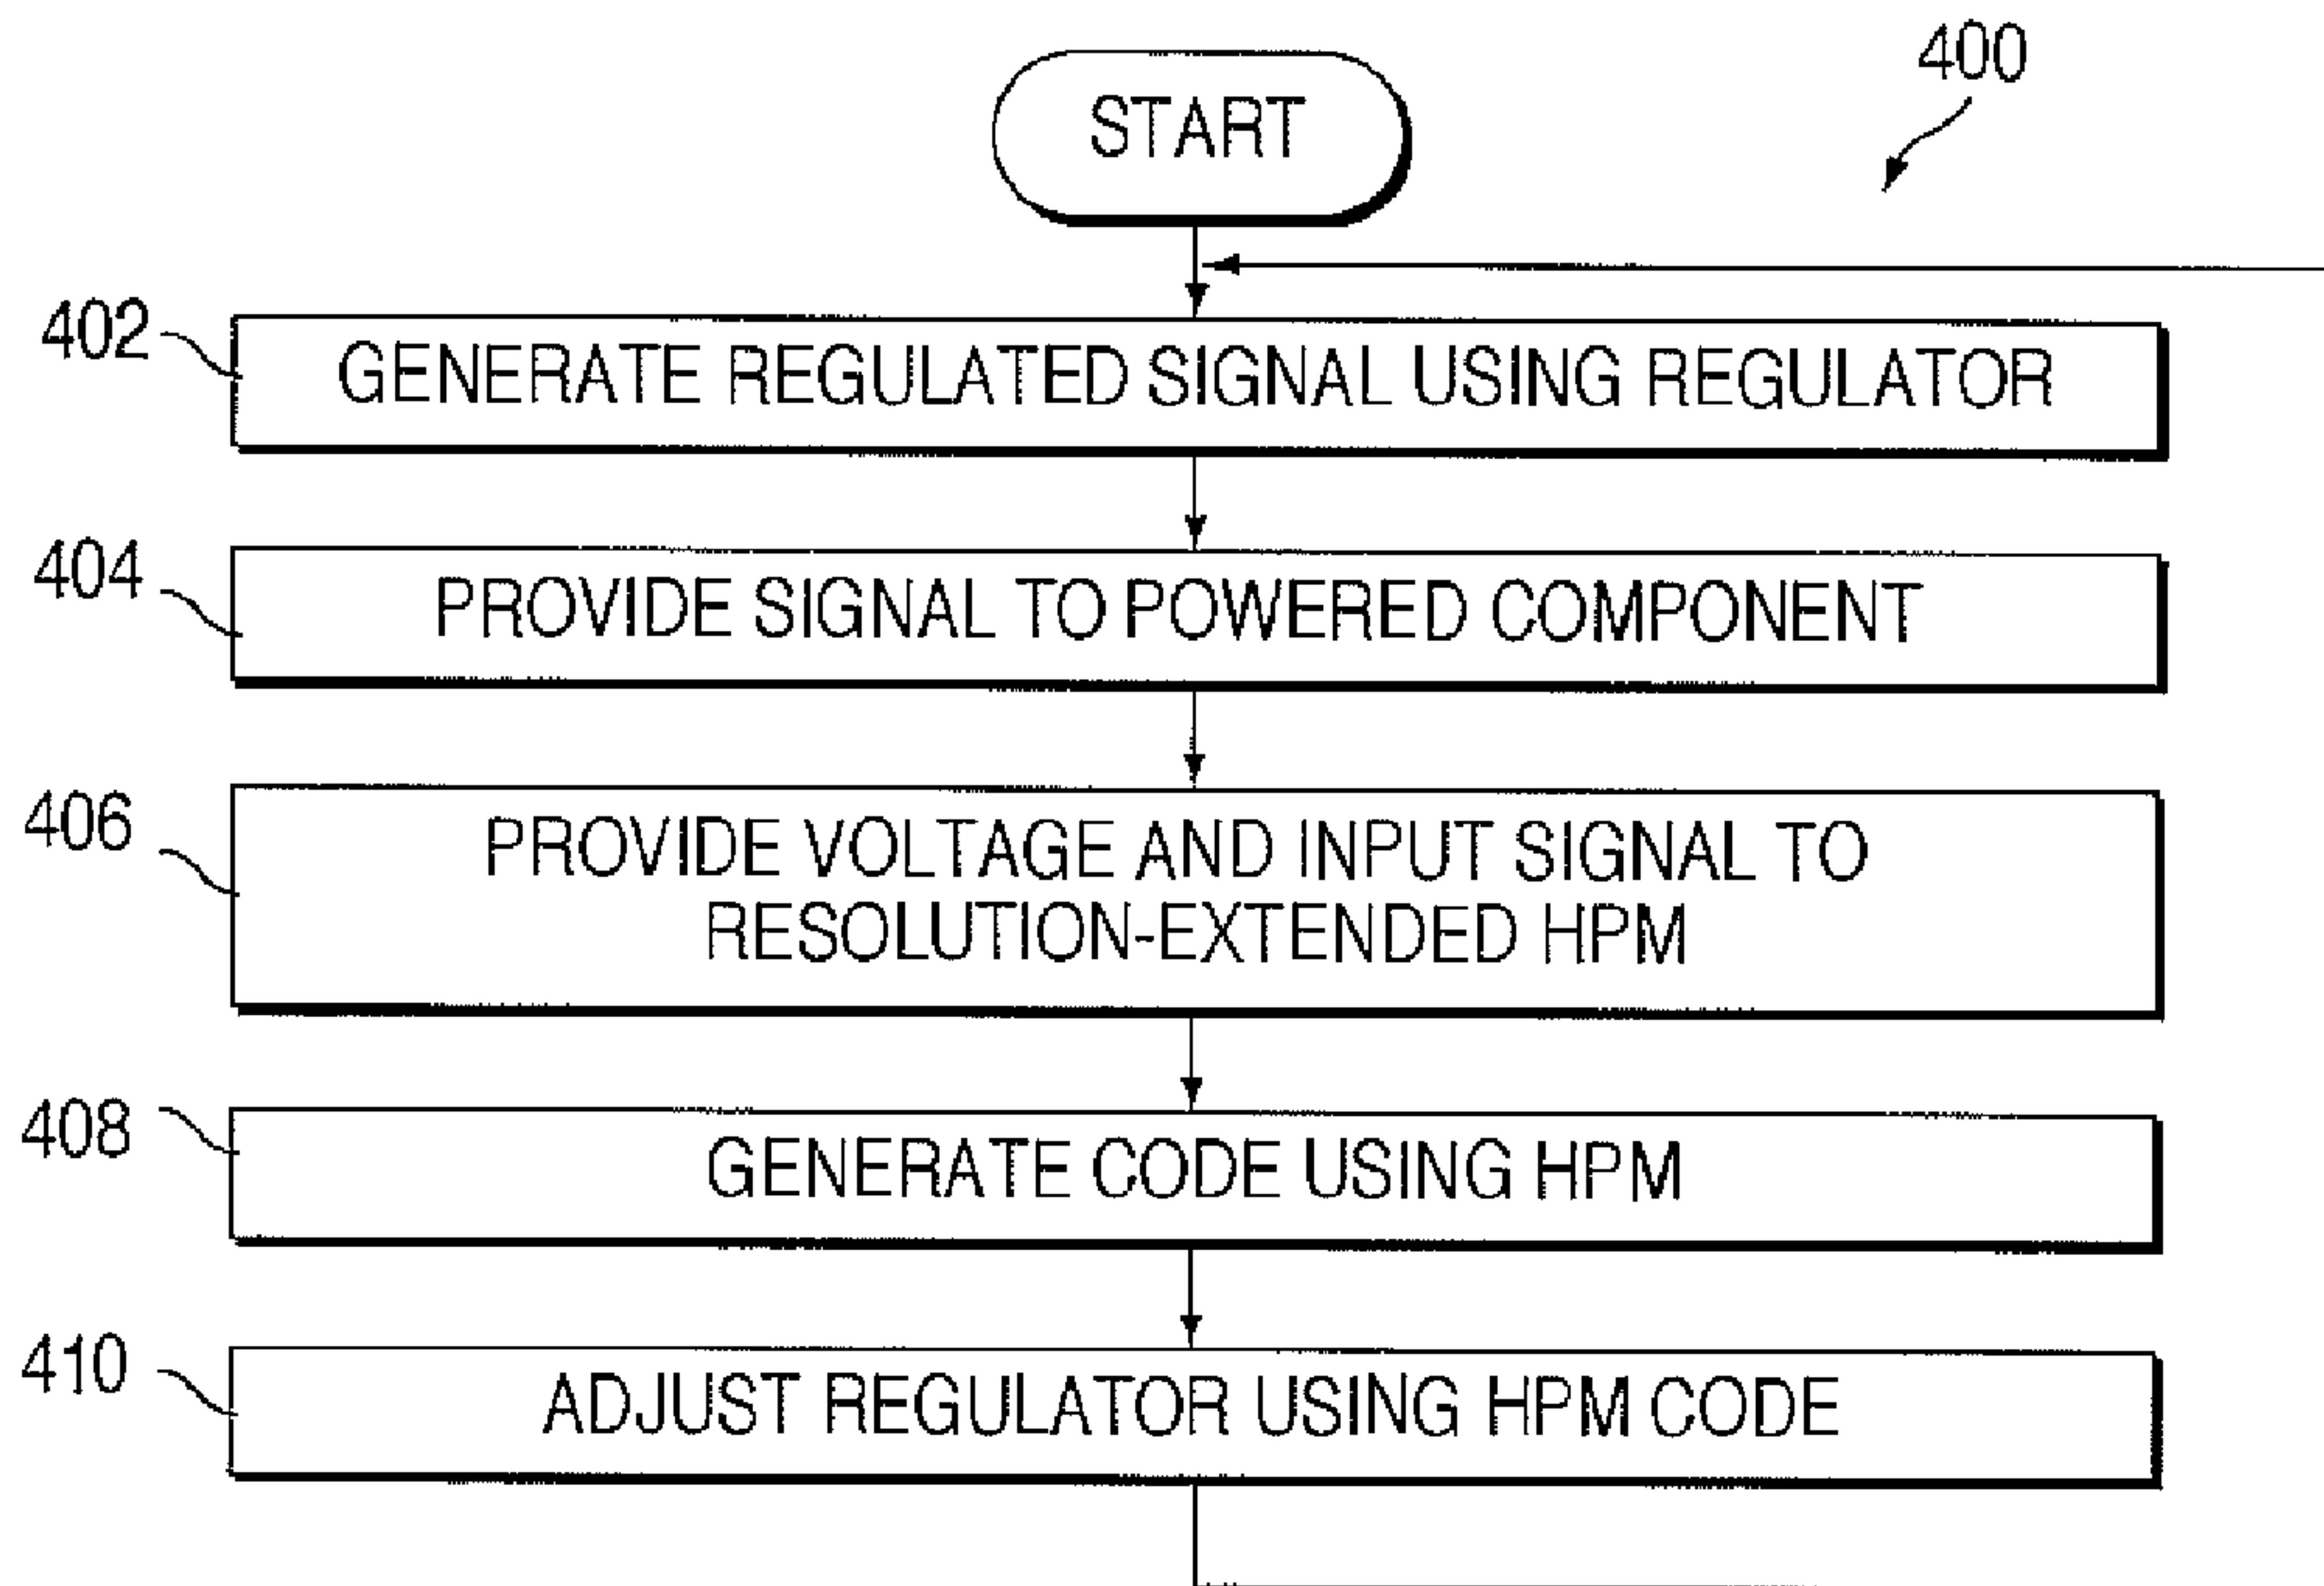 400
START
402
GENERATE REGULATED SIGNAL USING REGULATOR
404
PROVIDE SIGNAL TO POWERED COMPONENT
406
PROVIDE VOLTAGE AND INPUT SIGNAL TO
RESOLUTION-EXTENDED HPM
408
GENERATE CODE USING HPM
410
ADJUST REGULATOR USING HPM CODE